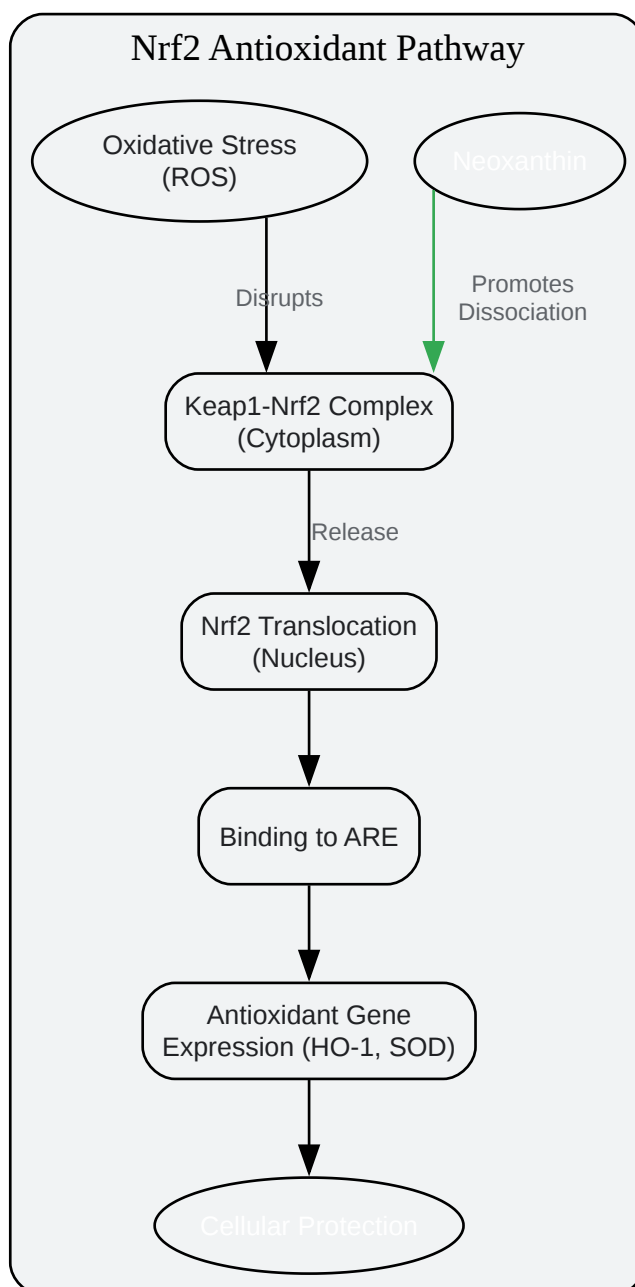 Nrf2 Antioxidant Pathway
Oxidative Stress
(ROS)
Neoxanthin
Disrupts
Promotes
Dissociation
Keap1-Nrf2 Complex
(Cytoplasm)
Release
Nrf2 Translocation
(Nucleus)
Binding to ARE
Antioxidant Gene
Expression (HO-1, SOD)
Cellular Protection